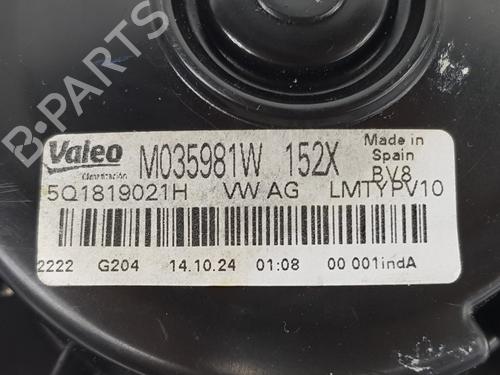 B-PARTS
Valeo M035981W 152X Made in
Climatización Spain
BV8
5Q1819021H VW AG LMTYPV10
2222 G204 14.10.24 01:08 00 001indA